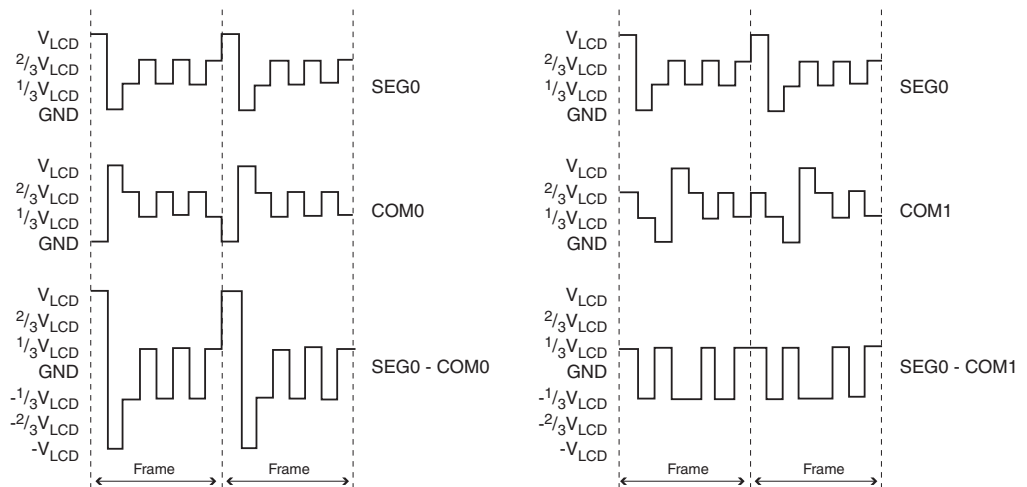 VLCD
2/3VLCD
1/3VLCD
GND
SEG0
VLCD
2/3VLCD
1/3VLCD
GND
COM0
VLCD
2/3VLCD
1/3VLCD
GND
-1/3VLCD
-2/3VLCD
-VLCD
SEG0 - COM0
Frame
Frame
VLCD
2/3VLCD
1/3VLCD
GND
SEG0
VLCD
2/3VLCD
1/3VLCD
GND
COM1
VLCD
2/3VLCD
1/3VLCD
GND
-1/3VLCD
-2/3VLCD
-VLCD
SEG0 - COM1
Frame
Frame